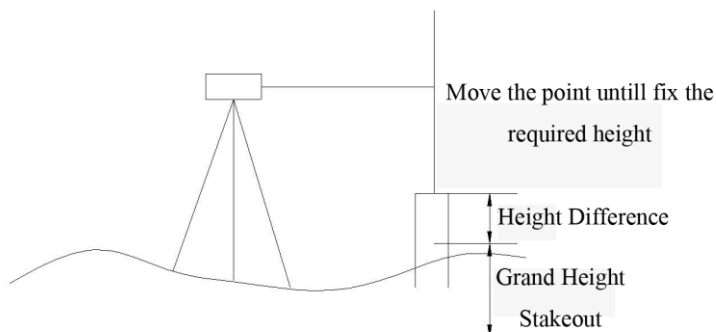 Move the point untill fix the
required height
Height Difference
Grand Height
Stakeout